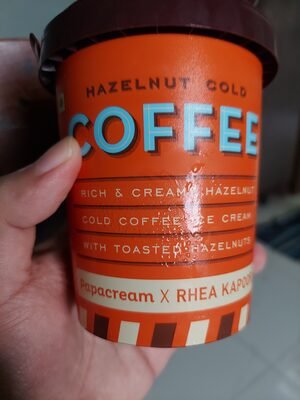 HAZELNUT COLD
COFFEE
RICH & CREAMY HAZELNUT
COLD COFFEE ICE CREAM
WITH TOASTED HAZELNUTS
Papacream X RHEA KAPOOR